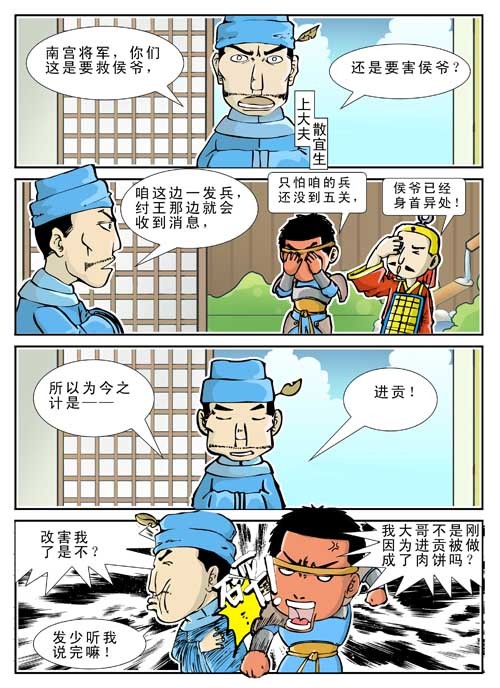 南宫将军，你们
这是要救侯爷，
还是要害侯爷？
上大夫
散宜生
咱这边一发兵，
纣王那边就会
收到消息，
只怕咱的兵
还没到五关，
侯爷已经
身首异处！
所以为今之
计是——
进贡！
改害我
了是不？
我大哥不是刚
因为进贡被做
成了肉饼吗？
发少听我
说完嘛！